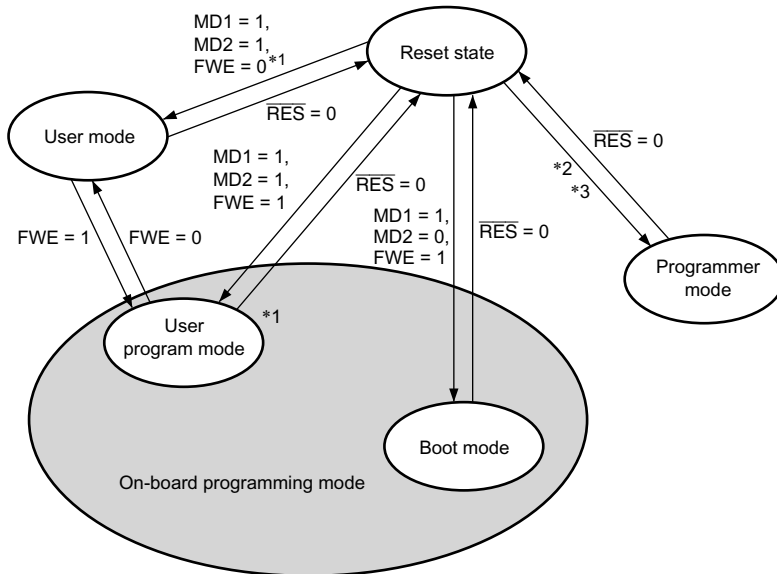 MD1 = 1,
MD2 = 1,
FWE = 0*1
Reset state
RES = 0
User mode
MD1 = 1,
MD2 = 1,
FWE = 1
RES = 0
RES = 0
*2
*3
MD1 = 1,
MD2 = 0,
FWE = 1
RES = 0
FWE = 1
FWE = 0
Programmer
mode
User
program mode
*1
Boot mode
On-board programming mode